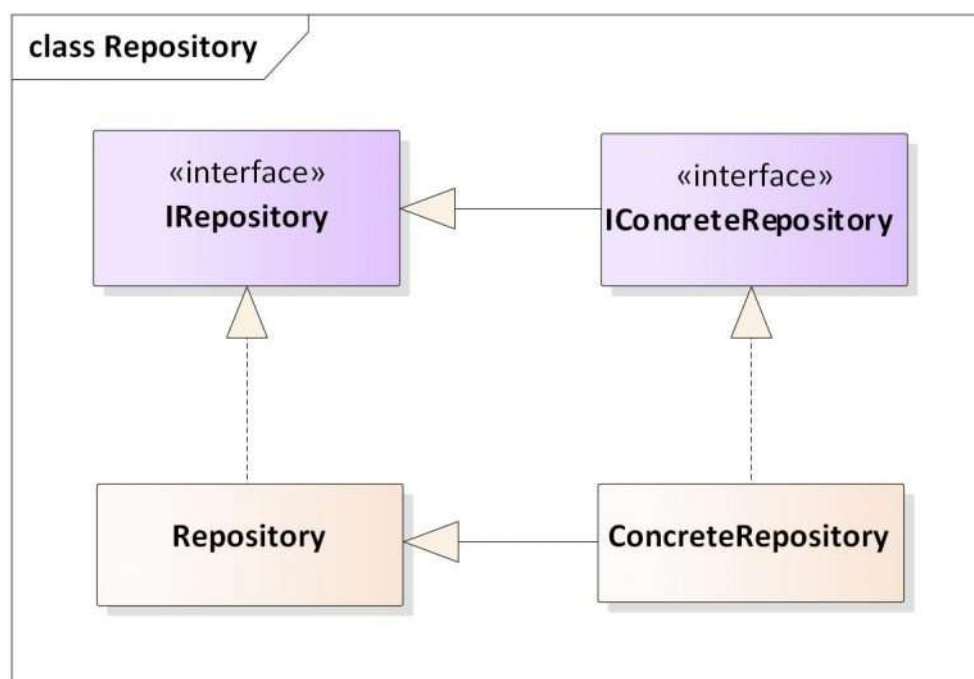 class Repository
«interface»
IRepository
«interface»
IConcreteRepository
Repository
ConcreteRepository